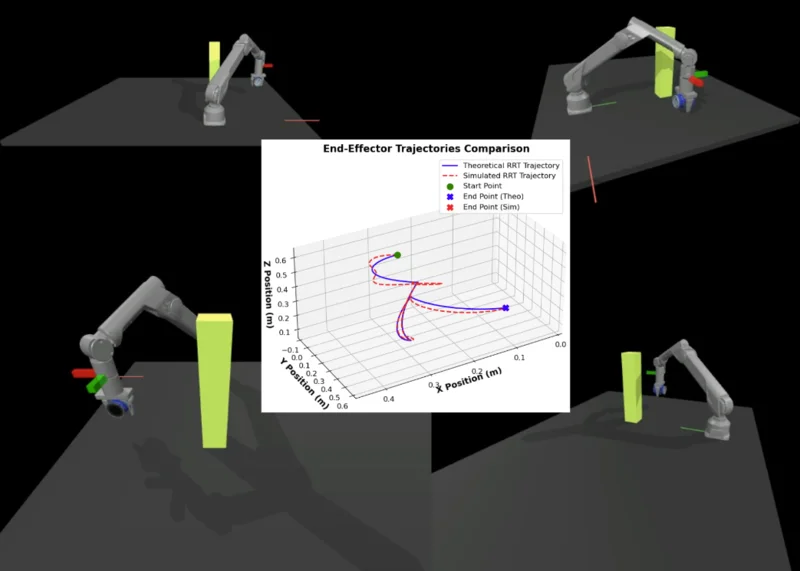 End-Effector Trajectories Comparison
Theoretical RRT Trajectory
Simulated RRT Trajectory
Start Point
End Point (Theo)
End Point (Sim)
Z Position (m)
0.6
0.5
0.4
0.3
0.2
0.1
Y Position (m)
-0.1
0.0
0.1
0.2
0.3
0.4
0.5
0.6
X Position (m)
0.4
0.3
0.2
0.1
0.0